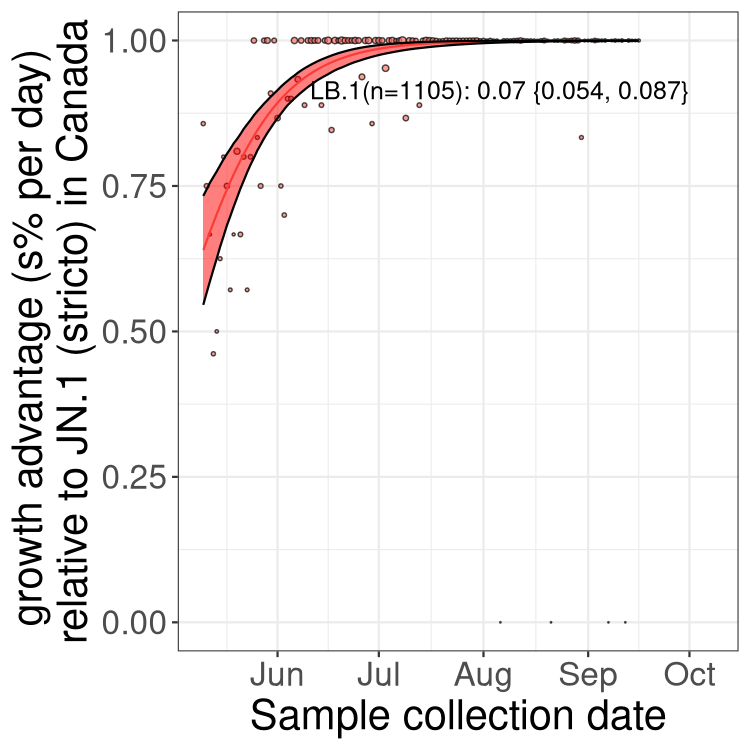 growth advantage (s% per day)
relative to JN.1 (stricto) in Canada
1.00
0.75
0.50
0.25
0.00
LB.1(n=1105): 0.07 {0.054, 0.087}
Jun Jul Aug Sep Oct
Sample collection date